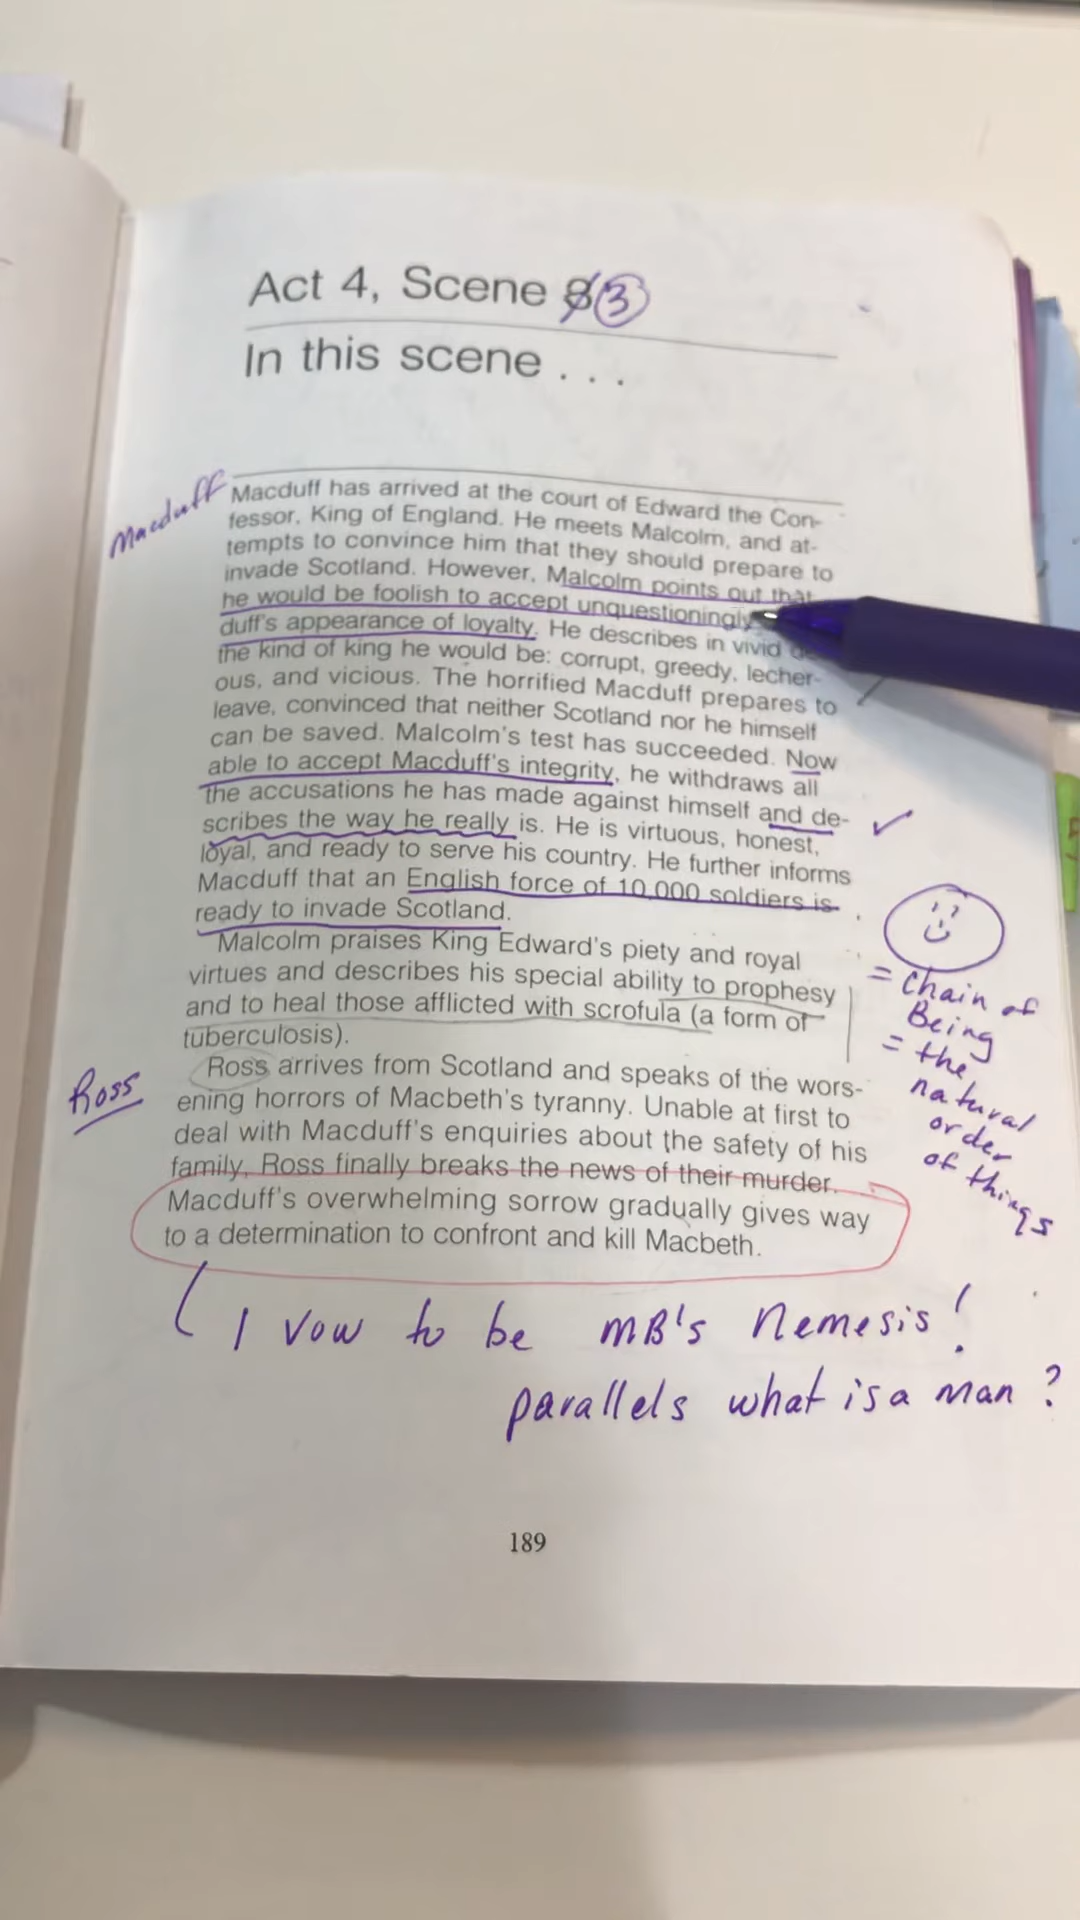 Act 4, Scene 8 3
In this scene . . .
Macduff
Macduff has arrived at the court of Edward the Con-
fessor, King of England. He meets Malcolm, and at-
tempts to convince him that they should prepare to
invade Scotland. However, Malcolm points out that
he would be foolish to accept unquestioningly
duff's appearance of loyalty. He describes in vivid
the kind of king he would be: corrupt, greedy, lecher-
ous, and vicious. The horrified Macduff prepares to
leave, convinced that neither Scotland nor he himself
can be saved. Malcolm's test has succeeded. Now
able to accept Macduff's integrity, he withdraws all
the accusations he has made against himself and de-
scribes the way he really is. He is virtuous, honest,
loyal, and ready to serve his country. He further informs
Macduff that an English force of 10,000 soldiers is
ready to invade Scotland.
Malcolm praises King Edward's piety and royal
virtues and describes his special ability to prophesy
and to heal those afflicted with scrofula (a form of
tuberculosis).
= Chain of
Being
= the
natural
order
of things
Ross
Ross arrives from Scotland and speaks of the wors-
ening horrors of Macbeth's tyranny. Unable at first to
deal with Macduff's enquiries about the safety of his
family, Ross finally breaks the news of their murder.
Macduff's overwhelming sorrow gradually gives way
to a determination to confront and kill Macbeth.
I vow to be MB's nemesis!
parallels what is a man?
189